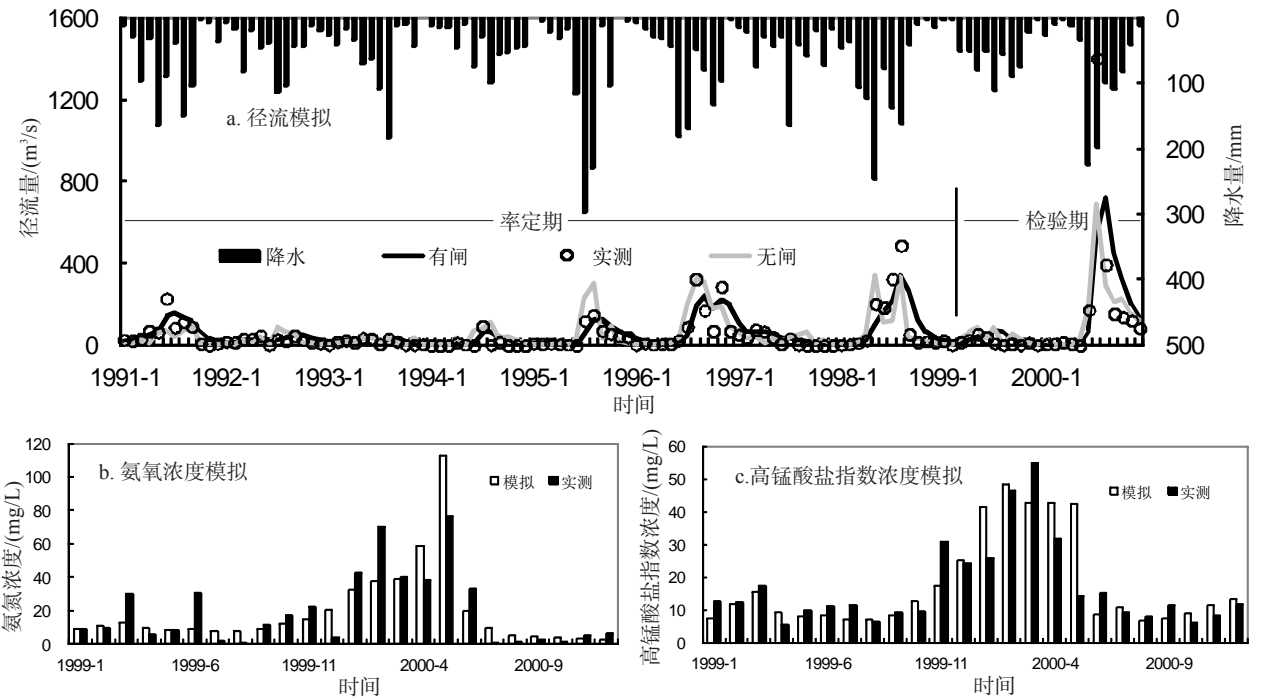 1600
1200
800
400
0
径流量/(m³/s)
a. 径流模拟
0
100
200
300
400
500
降水量/mm
率定期
检验期
降水
有闸
实测
无闸
1991-1
1992-1
1993-1
1994-1
1995-1
1996-1
1997-1
1998-1
1999-1
2000-1
时间
120
100
80
60
40
20
0
氨氮浓度/(mg/L)
b. 氨氧浓度模拟
模拟
实测
1999-1
1999-6
1999-11
2000-4
2000-9
时间
60
50
40
30
20
10
0
高锰酸盐指数浓度/(mg/L)
c.高锰酸盐指数浓度模拟
模拟
实测
1999-1
1999-6
1999-11
2000-4
2000-9
时间